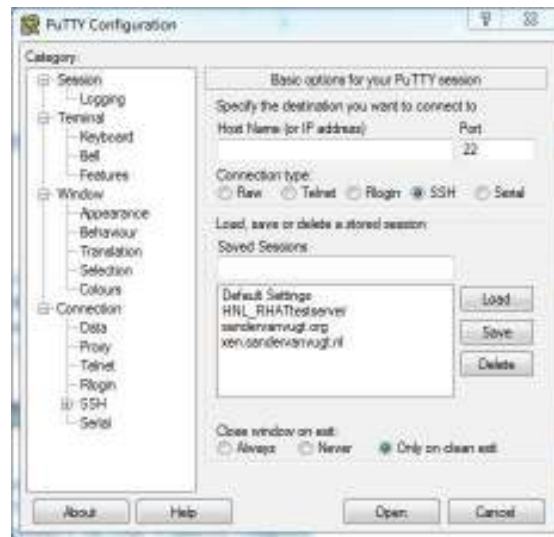 PuTTY Configuration
Category:
Session
Logging
Terminal
Keyboard
Bell
Features
Window
Appearance
Behaviour
Translation
Selection
Colours
Connection
Data
Proxy
Telnet
Rlogin
SSH
Serial
Basic options for your PuTTY session
Specify the destination you want to connect to
Host Name (or IP address) Port
22
Connection type:
Raw Telnet Rlogin SSH Serial
Load, save or delete a stored session
Saved Sessions
Default Settings
HNL_RHATtestserver
sandervanvugt.org
xen.sandervanvugt.nl
Load
Save
Delete
Close window on exit:
Always Never Only on clean exit
About Help Open Cancel